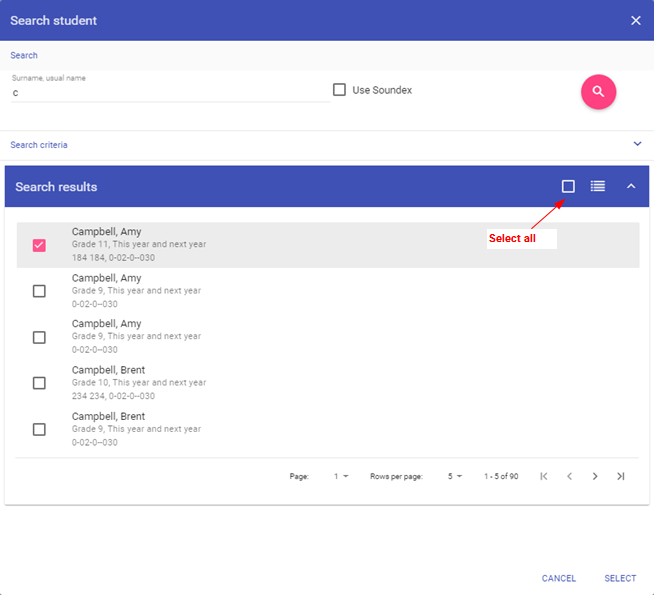 Search student
Search
Surname, usual name
c
Use Soundex
Search criteria
Search results
Select all
Campbell, Amy
Grade 11, This year and next year
184 184, 0-02-0--030
Campbell, Amy
Grade 9, This year and next year
0-02-0--030
Campbell, Amy
Grade 9, This year and next year
0-02-0--030
Campbell, Brent
Grade 10, This year and next year
234 234, 0-02-0--030
Campbell, Brent
Grade 9, This year and next year
0-02-0--030
Page: 1 Rows per page: 5 1 - 5 of 90
CANCEL SELECT